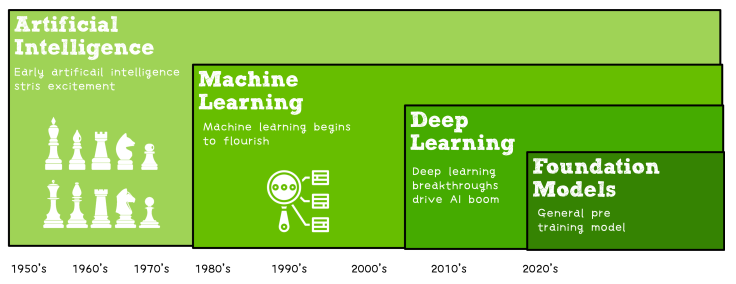 Artificial
Intelligence
Early artificail intelligence
stris excitement
Machine
Learning
Machine learning begins
to flourish
Deep
Learning
Deep learning
breakthroughs
drive AI boom
Foundation
Models
General pre
training model
1950's 1960's 1970's 1980's 1990's 2000's 2010's 2020's